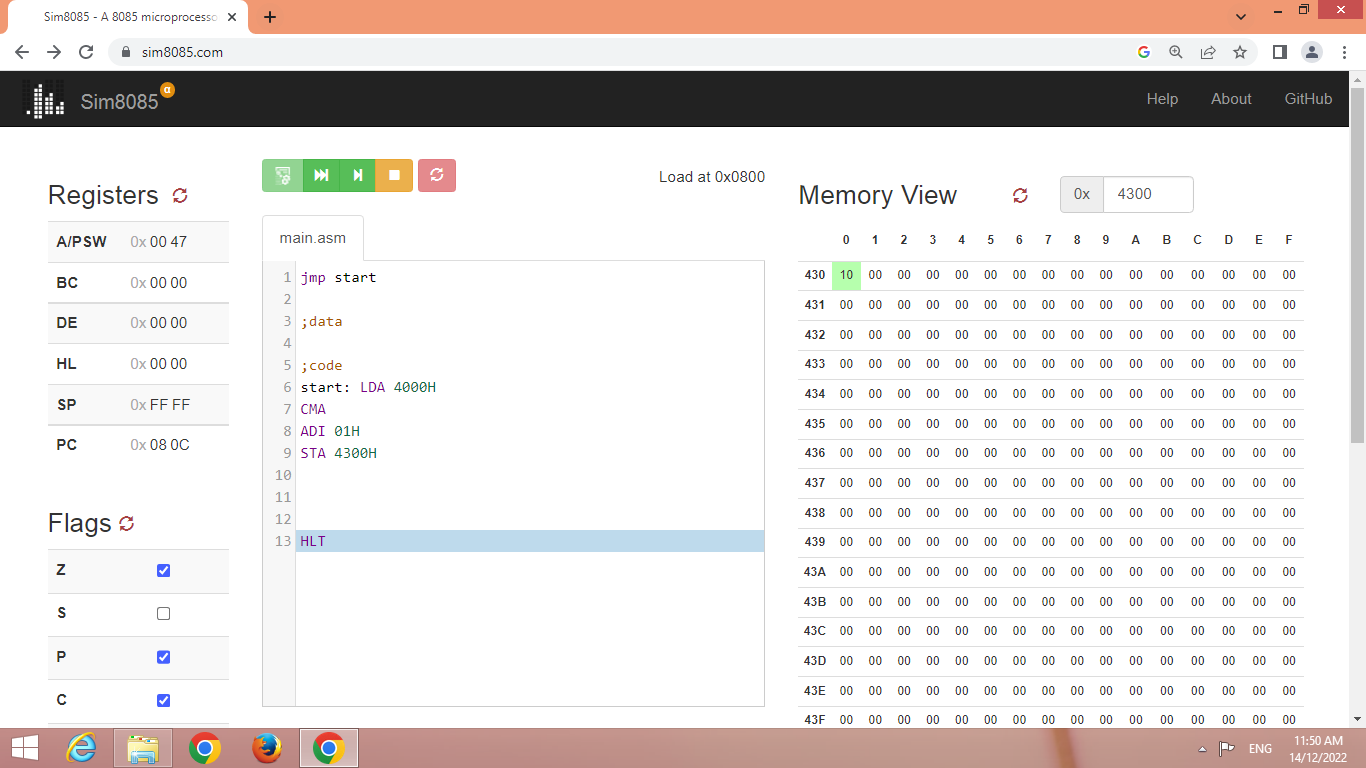 Sim8085 - A 8085 microprocesso
sim8085.com
Sim8085 α
Help About GitHub
Load at 0x0800
Registers
A/PSW 0x 00 47
BC 0x 00 00
DE 0x 00 00
HL 0x 00 00
SP 0x FF FF
PC 0x 08 0C
Flags
Z
S
P
C
main.asm
1 jmp start
2
3 ;data
4
5 ;code
6 start: LDA 4000H
7 CMA
8 ADI 01H
9 STA 4300H
10
11
12
13 HLT
Memory View 0x 4300
0 1 2 3 4 5 6 7 8 9 A B C D E F
430 10 00 00 00 00 00 00 00 00 00 00 00 00 00 00 00
431 00 00 00 00 00 00 00 00 00 00 00 00 00 00 00 00
432 00 00 00 00 00 00 00 00 00 00 00 00 00 00 00 00
433 00 00 00 00 00 00 00 00 00 00 00 00 00 00 00 00
434 00 00 00 00 00 00 00 00 00 00 00 00 00 00 00 00
435 00 00 00 00 00 00 00 00 00 00 00 00 00 00 00 00
436 00 00 00 00 00 00 00 00 00 00 00 00 00 00 00 00
437 00 00 00 00 00 00 00 00 00 00 00 00 00 00 00 00
438 00 00 00 00 00 00 00 00 00 00 00 00 00 00 00 00
439 00 00 00 00 00 00 00 00 00 00 00 00 00 00 00 00
43A 00 00 00 00 00 00 00 00 00 00 00 00 00 00 00 00
43B 00 00 00 00 00 00 00 00 00 00 00 00 00 00 00 00
43C 00 00 00 00 00 00 00 00 00 00 00 00 00 00 00 00
43D 00 00 00 00 00 00 00 00 00 00 00 00 00 00 00 00
43E 00 00 00 00 00 00 00 00 00 00 00 00 00 00 00 00
43F 00 00 00 00 00 00 00 00 00 00 00 00 00 00 00 00
ENG
11:50 AM
14/12/2022